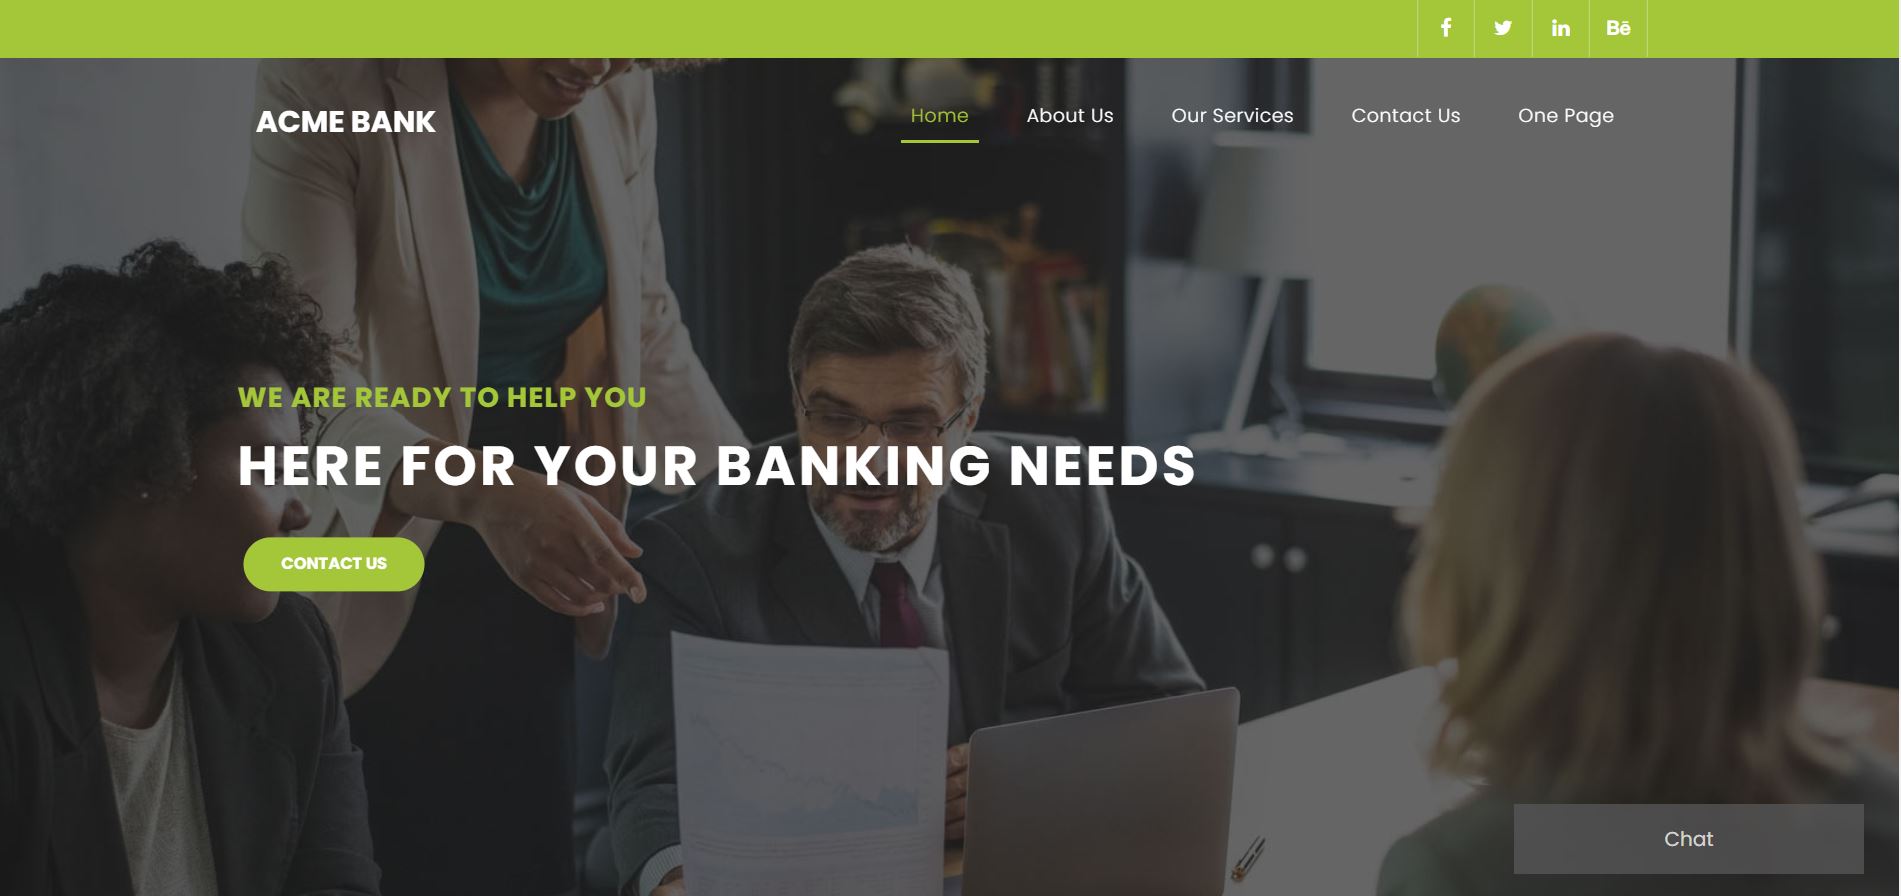 Bē
ACME BANK
Home
About Us
Our Services
Contact Us
One Page
WE ARE READY TO HELP YOU
HERE FOR YOUR BANKING NEEDS
CONTACT US
Chat